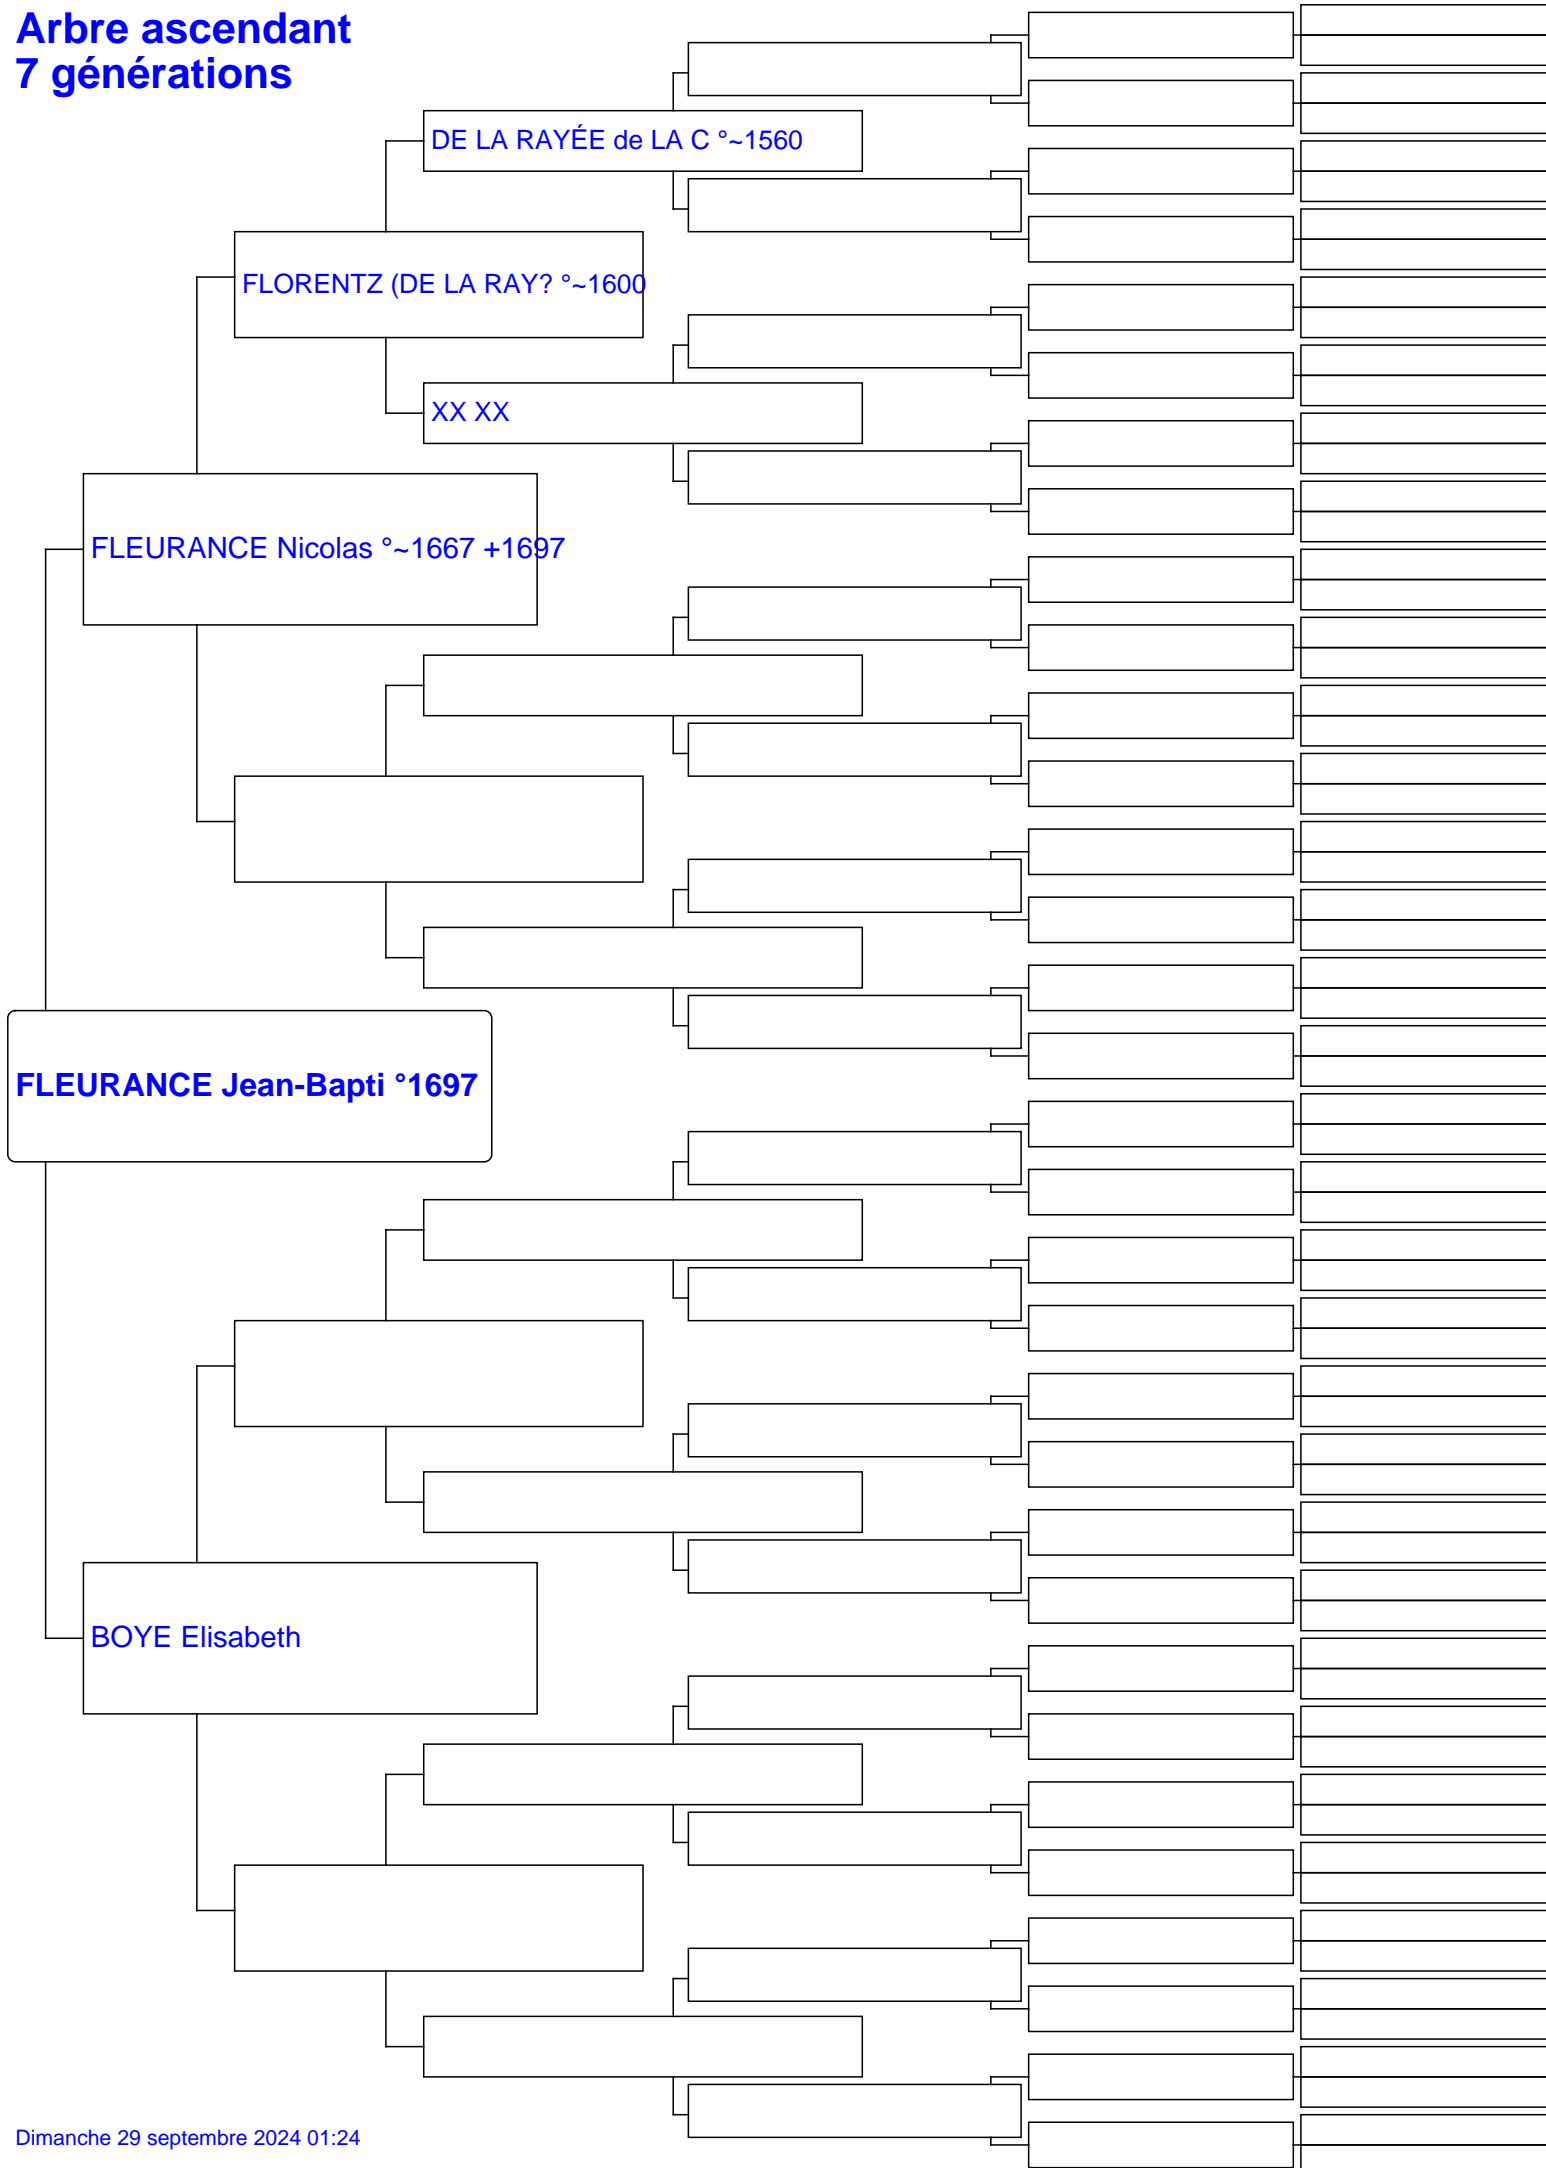 Arbre ascendant
7 générations
DE LA RAYÉE de LA C °~1560
FLORENTZ (DE LA RAY? °~1600
XX XX
FLEURANCE Nicolas °~1667 +1697
FLEURANCE Jean-Bapti °1697
BOYE Elisabeth
Dimanche 29 septembre 2024 01:24